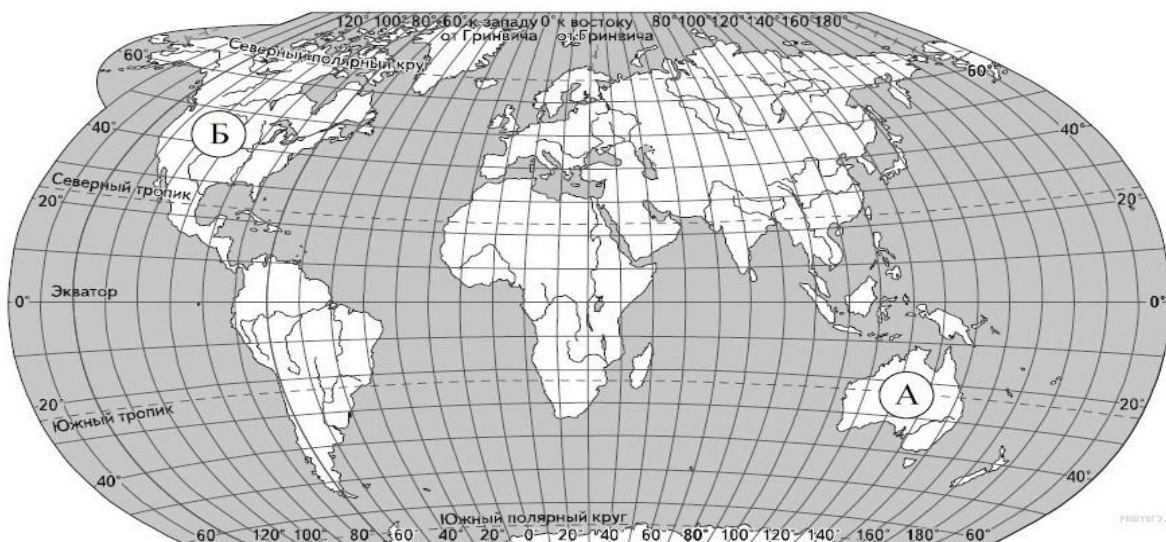 120° 100° 80° 60° к западу 0° к востоку 80° 100° 120° 140° 160° 180°
от Гринвича от Гринвича
60° Северный полярный круг 60°
40° 40°
Б
Северный тропик
20° 20°
Экватор
0° 0°
А
Южный тропик
20° 20°
40° 40°
Южный полярный круг
60° 120° 100° 80° 60° 40° 20° 0° 20° 40° 60° 80° 100° 120° 140° 160° 180° 60°
РЕШУЕГЭ.